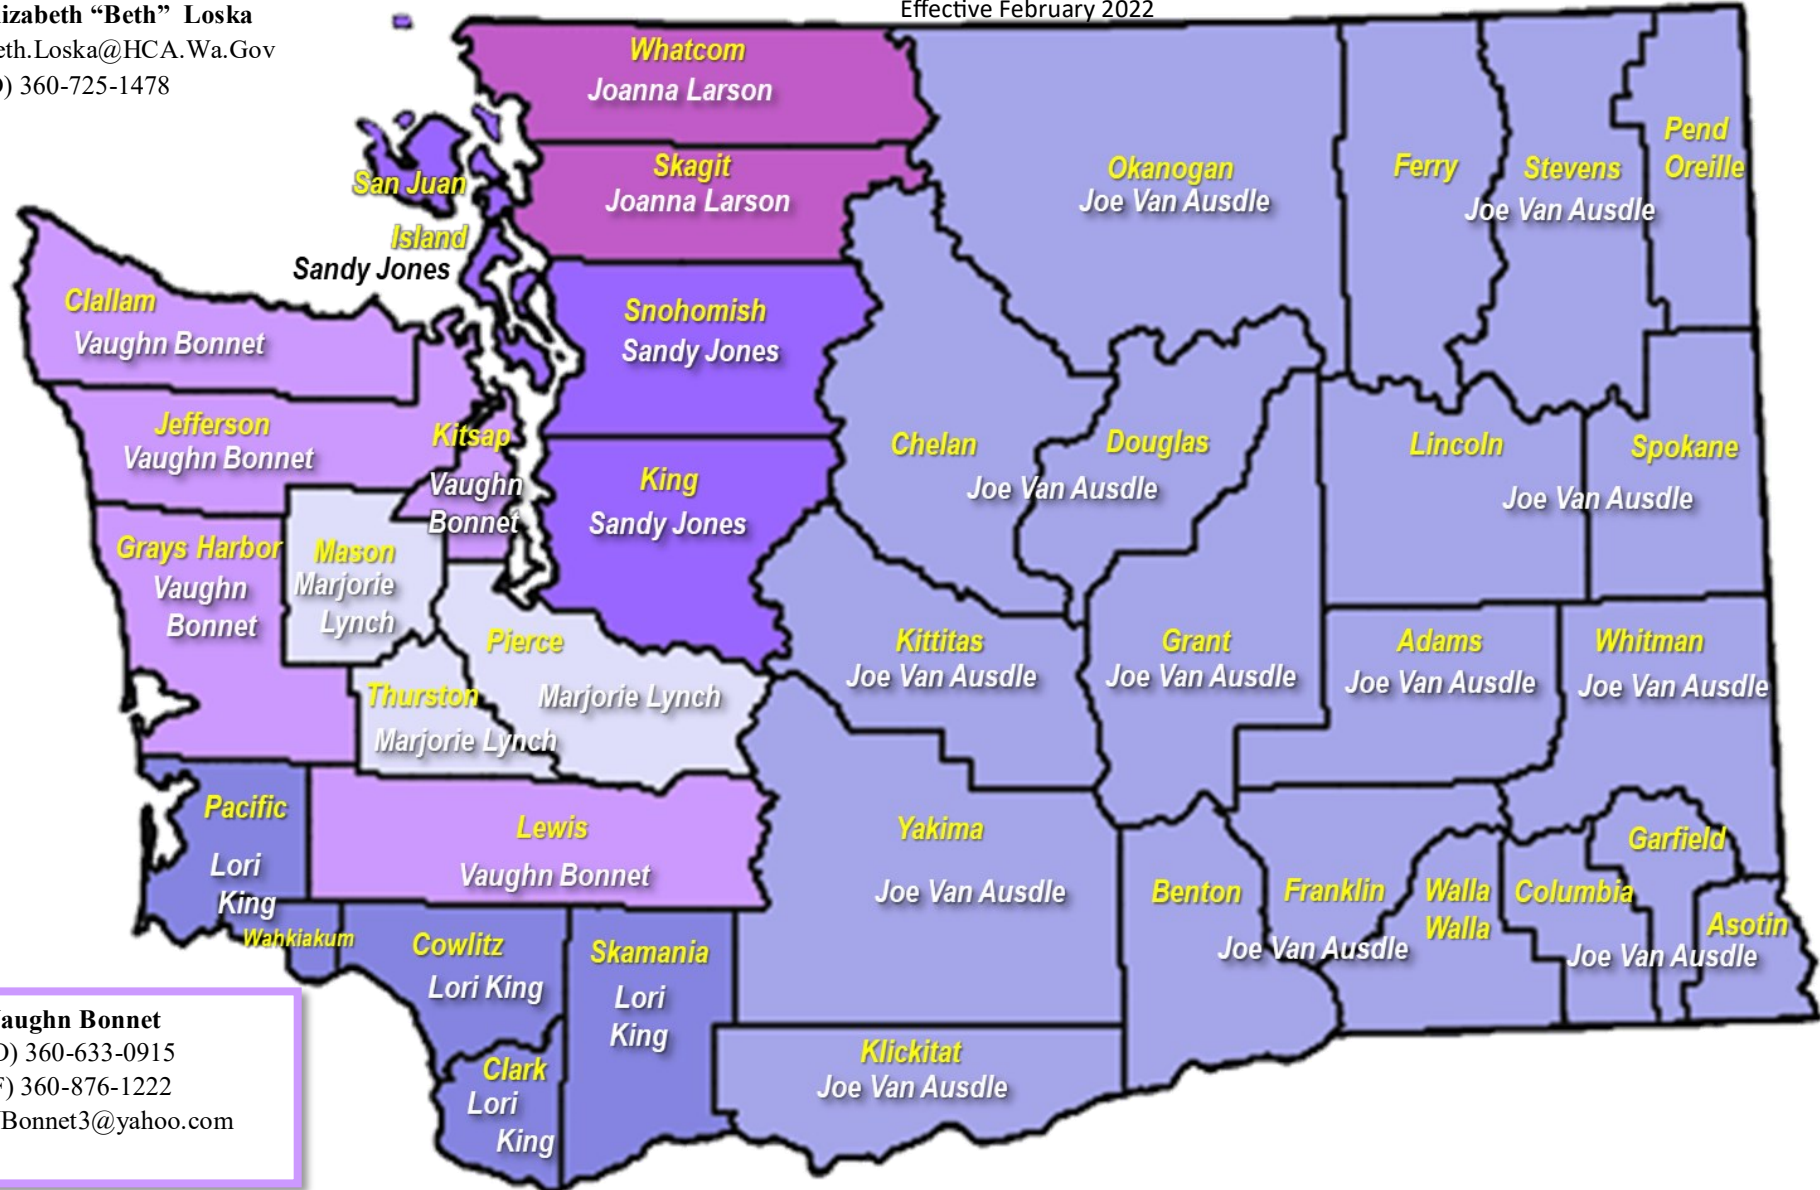 Effective February 2022
lizabeth “Beth” Loska
eth.Loska@HCA.Wa.Gov
) 360-725-1478
Whatcom
Joanna Larson
Skagit
Joanna Larson
San Juan
Island
Sandy Jones
Snohomish
Sandy Jones
King
Sandy Jones
Clallam
Vaughn Bonnet
Jefferson
Vaughn Bonnet
Kitsap
Vaughn
Bonnet
Grays Harbor
Vaughn
Bonnet
Mason
Marjorie
Lynch
Pierce
Marjorie Lynch
Thurston
Marjorie Lynch
Pacific
Lori
King
Lewis
Vaughn Bonnet
Wahkiakum
Cowlitz
Lori King
Skamania
Lori
King
Clark
Lori
King
Okanogan
Joe Van Ausdle
Ferry
Stevens
Joe Van Ausdle
Pend
Oreille
Chelan
Douglas
Joe Van Ausdle
Lincoln
Spokane
Joe Van Ausdle
Kittitas
Joe Van Ausdle
Grant
Joe Van Ausdle
Adams
Joe Van Ausdle
Whitman
Joe Van Ausdle
Yakima
Joe Van Ausdle
Benton
Franklin
Walla
Walla
Joe Van Ausdle
Columbia
Garfield
Asotin
Joe Van Ausdle
Klickitat
Joe Van Ausdle
Vaughn Bonnet
O) 360-633-0915
F) 360-876-1222
Bonnet3@yahoo.com